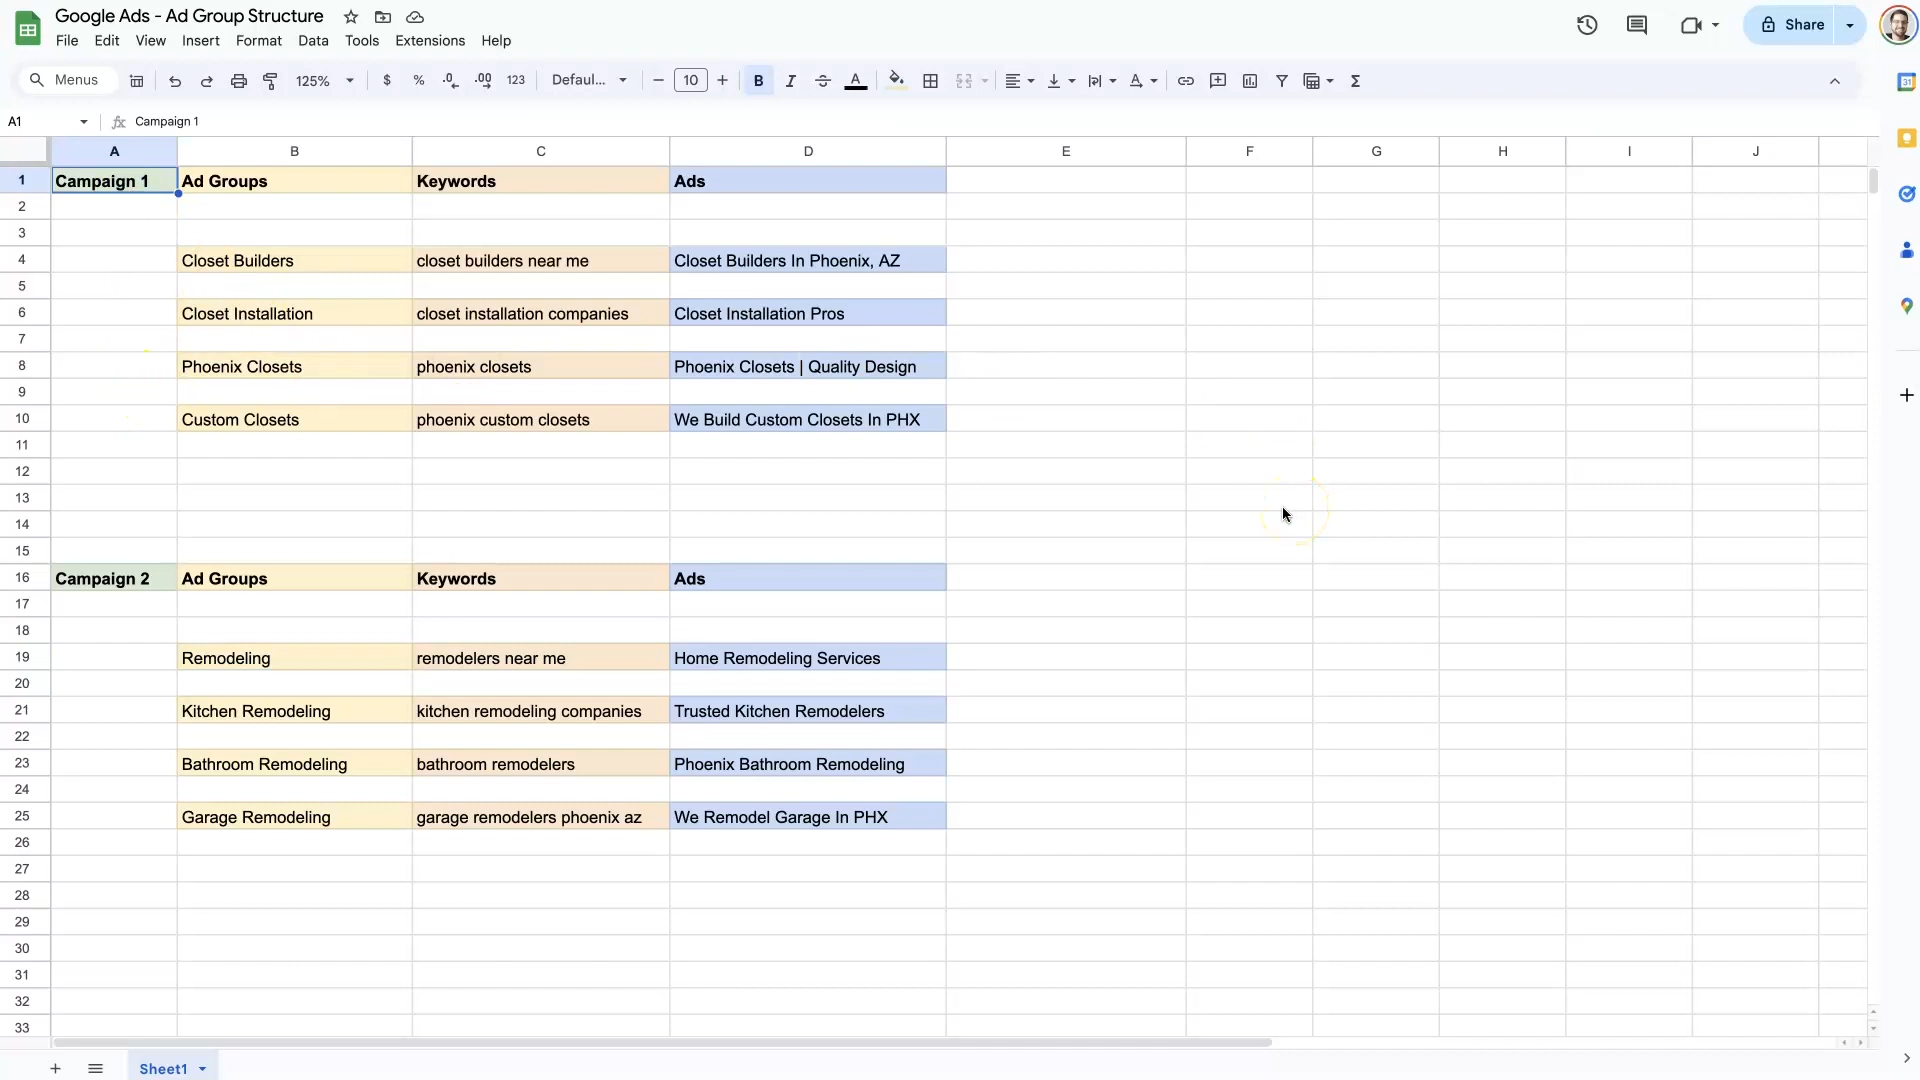 Google Ads - Ad Group Structure
File Edit View Insert Format Data Tools Extensions Help
Share
Menus 125% $ % .0 .00 123 Defaul... 10 B I A
31
A1 fx Campaign 1
A B C D E F G H I J
1 Campaign 1 Ad Groups Keywords Ads
2
3
4 Closet Builders closet builders near me Closet Builders In Phoenix, AZ
5
6 Closet Installation closet installation companies Closet Installation Pros
7
8 Phoenix Closets phoenix closets Phoenix Closets | Quality Design
9
10 Custom Closets phoenix custom closets We Build Custom Closets In PHX
11
12
13
14
15
16 Campaign 2 Ad Groups Keywords Ads
17
18
19 Remodeling remodelers near me Home Remodeling Services
20
21 Kitchen Remodeling kitchen remodeling companies Trusted Kitchen Remodelers
22
23 Bathroom Remodeling bathroom remodelers Phoenix Bathroom Remodeling
24
25 Garage Remodeling garage remodelers phoenix az We Remodel Garage In PHX
26
27
28
29
30
31
32
33
Sheet1